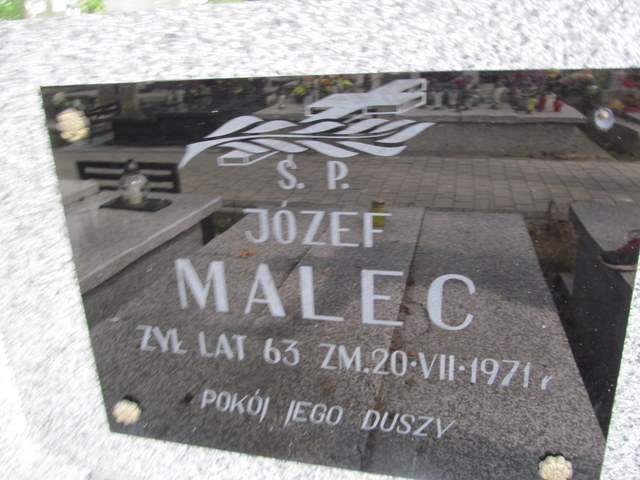 Ś. P.
JÓZEF
MALEC
ŻYŁ LAT 63 ZM. 20·VII·1971 r
POKÓJ JEGO DUSZY